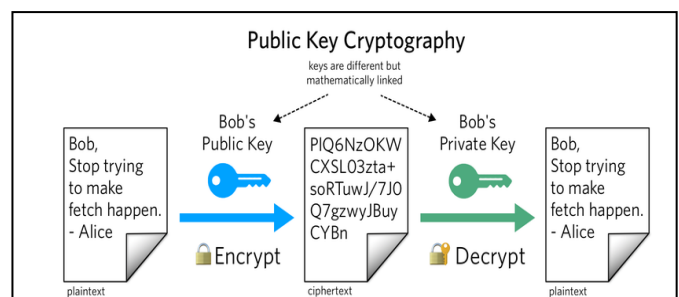 Public Key Cryptography
keys are different but
mathematically linked
Bob's
Public Key
Bob's
Private Key
Bob,
Stop trying
to make
fetch happen.
- Alice
PIQ6NzOKW
CXSL03zta+
soRTuwJ/7J0
Q7gzwyJBuy
CYBn
Bob,
Stop trying
to make
fetch happen.
- Alice
Encrypt
Decrypt
plaintext
ciphertext
plaintext